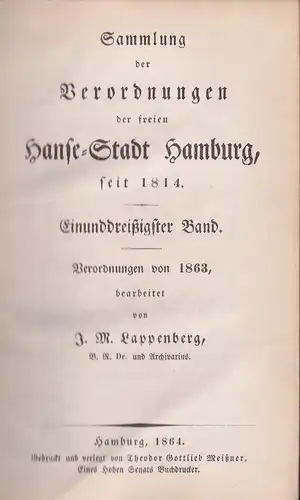 Sammlung
der
Verordnungen
der freien
Hanse-Stadt Hamburg,
seit 1814.
Einunddreißigster Band.
Verordnungen von 1863,
bearbeitet
von
J. M. Lappenberg,
B. R. Dr. und Archivarius.
Hamburg, 1864.
Gedruckt und verlegt von Theodor Gottlieb Meißner,
Eines Hohen Senats Buchdrucker.